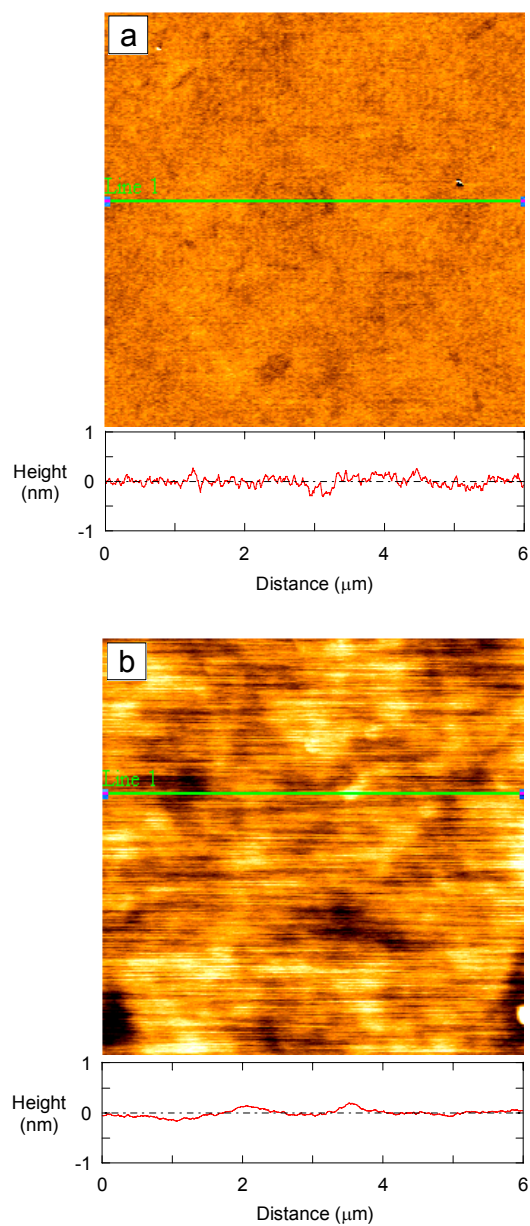 a
Line 1
1
Height
(nm)
0
-1
0 2 4 6
Distance (μm)
b
Line 1
1
Height
(nm)
0
-1
0 2 4 6
Distance (μm)